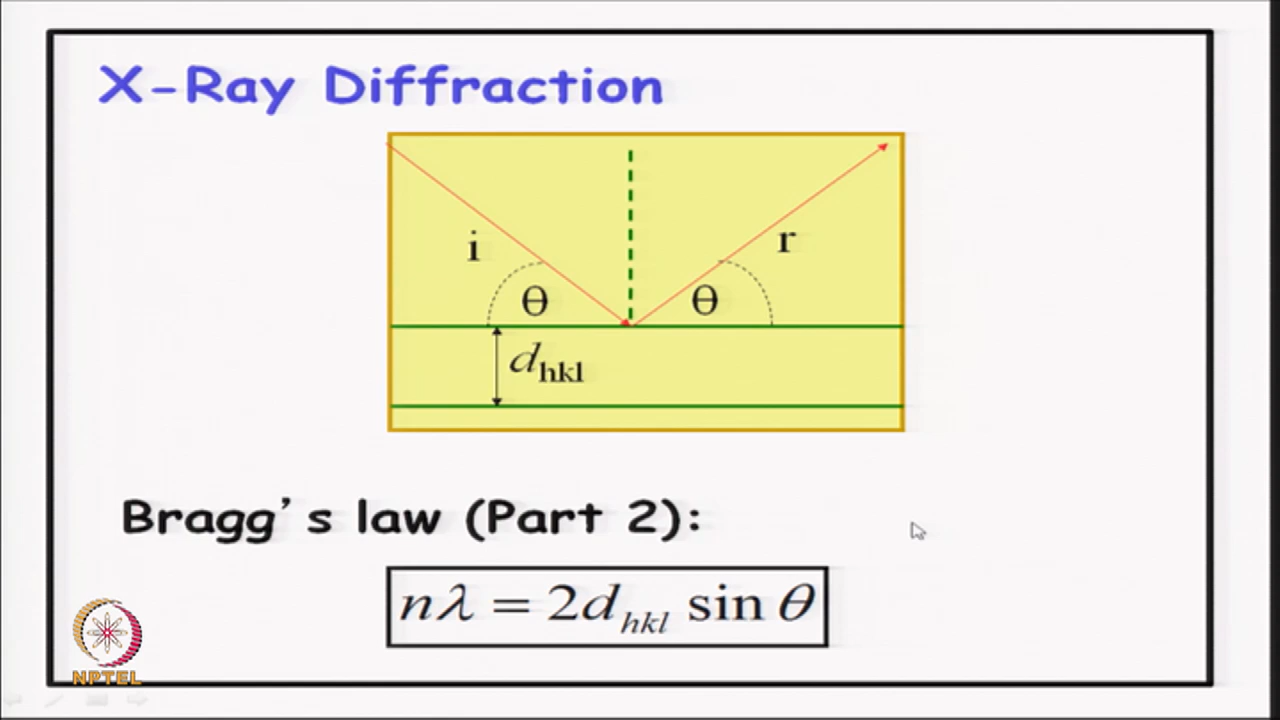 X-Ray Diffraction
i
r
θ
θ
d_hkl
Bragg's law (Part 2):
nλ = 2d_hkl sin θ
NPTEL